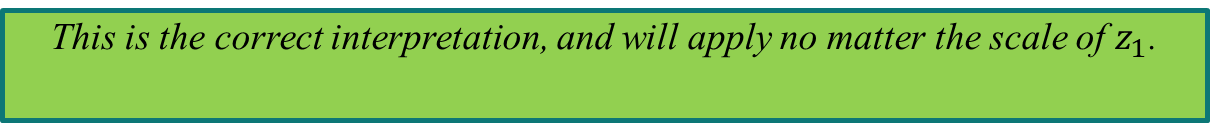 This is the correct interpretation, and will apply no matter the scale of z₁.